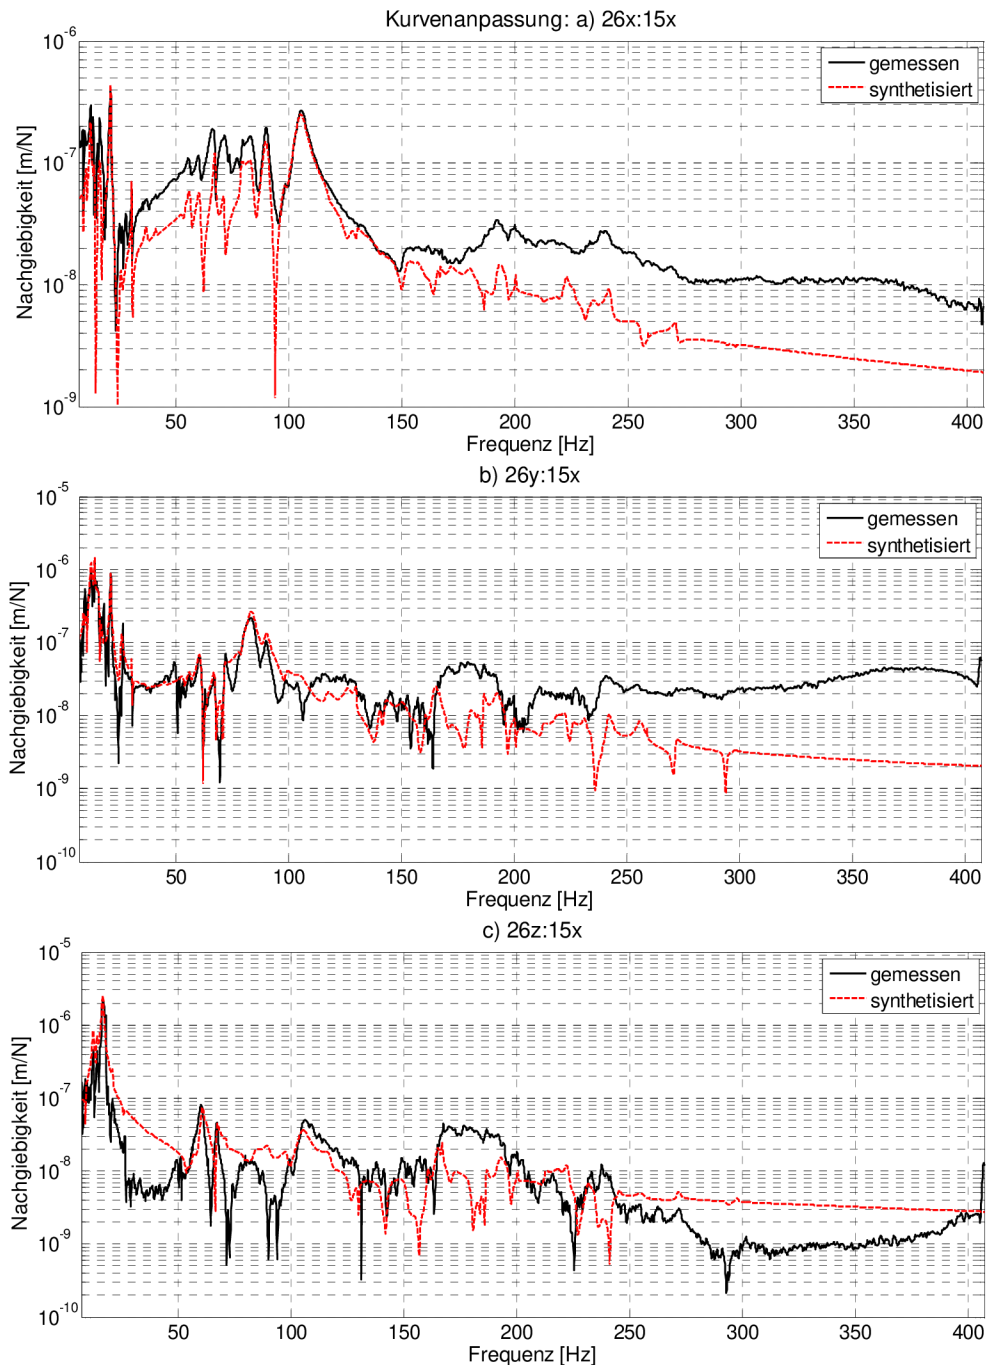 Kurvenanpassung: a) 26x:15x
10^-6
10^-7
10^-8
10^-9
Nachgiebigkeit [m/N]
gemessen
synthetisiert
50 100 150 200 250 300 350 400
Frequenz [Hz]
b) 26y:15x
10^-5
10^-6
10^-7
10^-8
10^-9
10^-10
Nachgiebigkeit [m/N]
gemessen
synthetisiert
50 100 150 200 250 300 350 400
Frequenz [Hz]
c) 26z:15x
10^-5
10^-6
10^-7
10^-8
10^-9
10^-10
Nachgiebigkeit [m/N]
gemessen
synthetisiert
50 100 150 200 250 300 350 400
Frequenz [Hz]